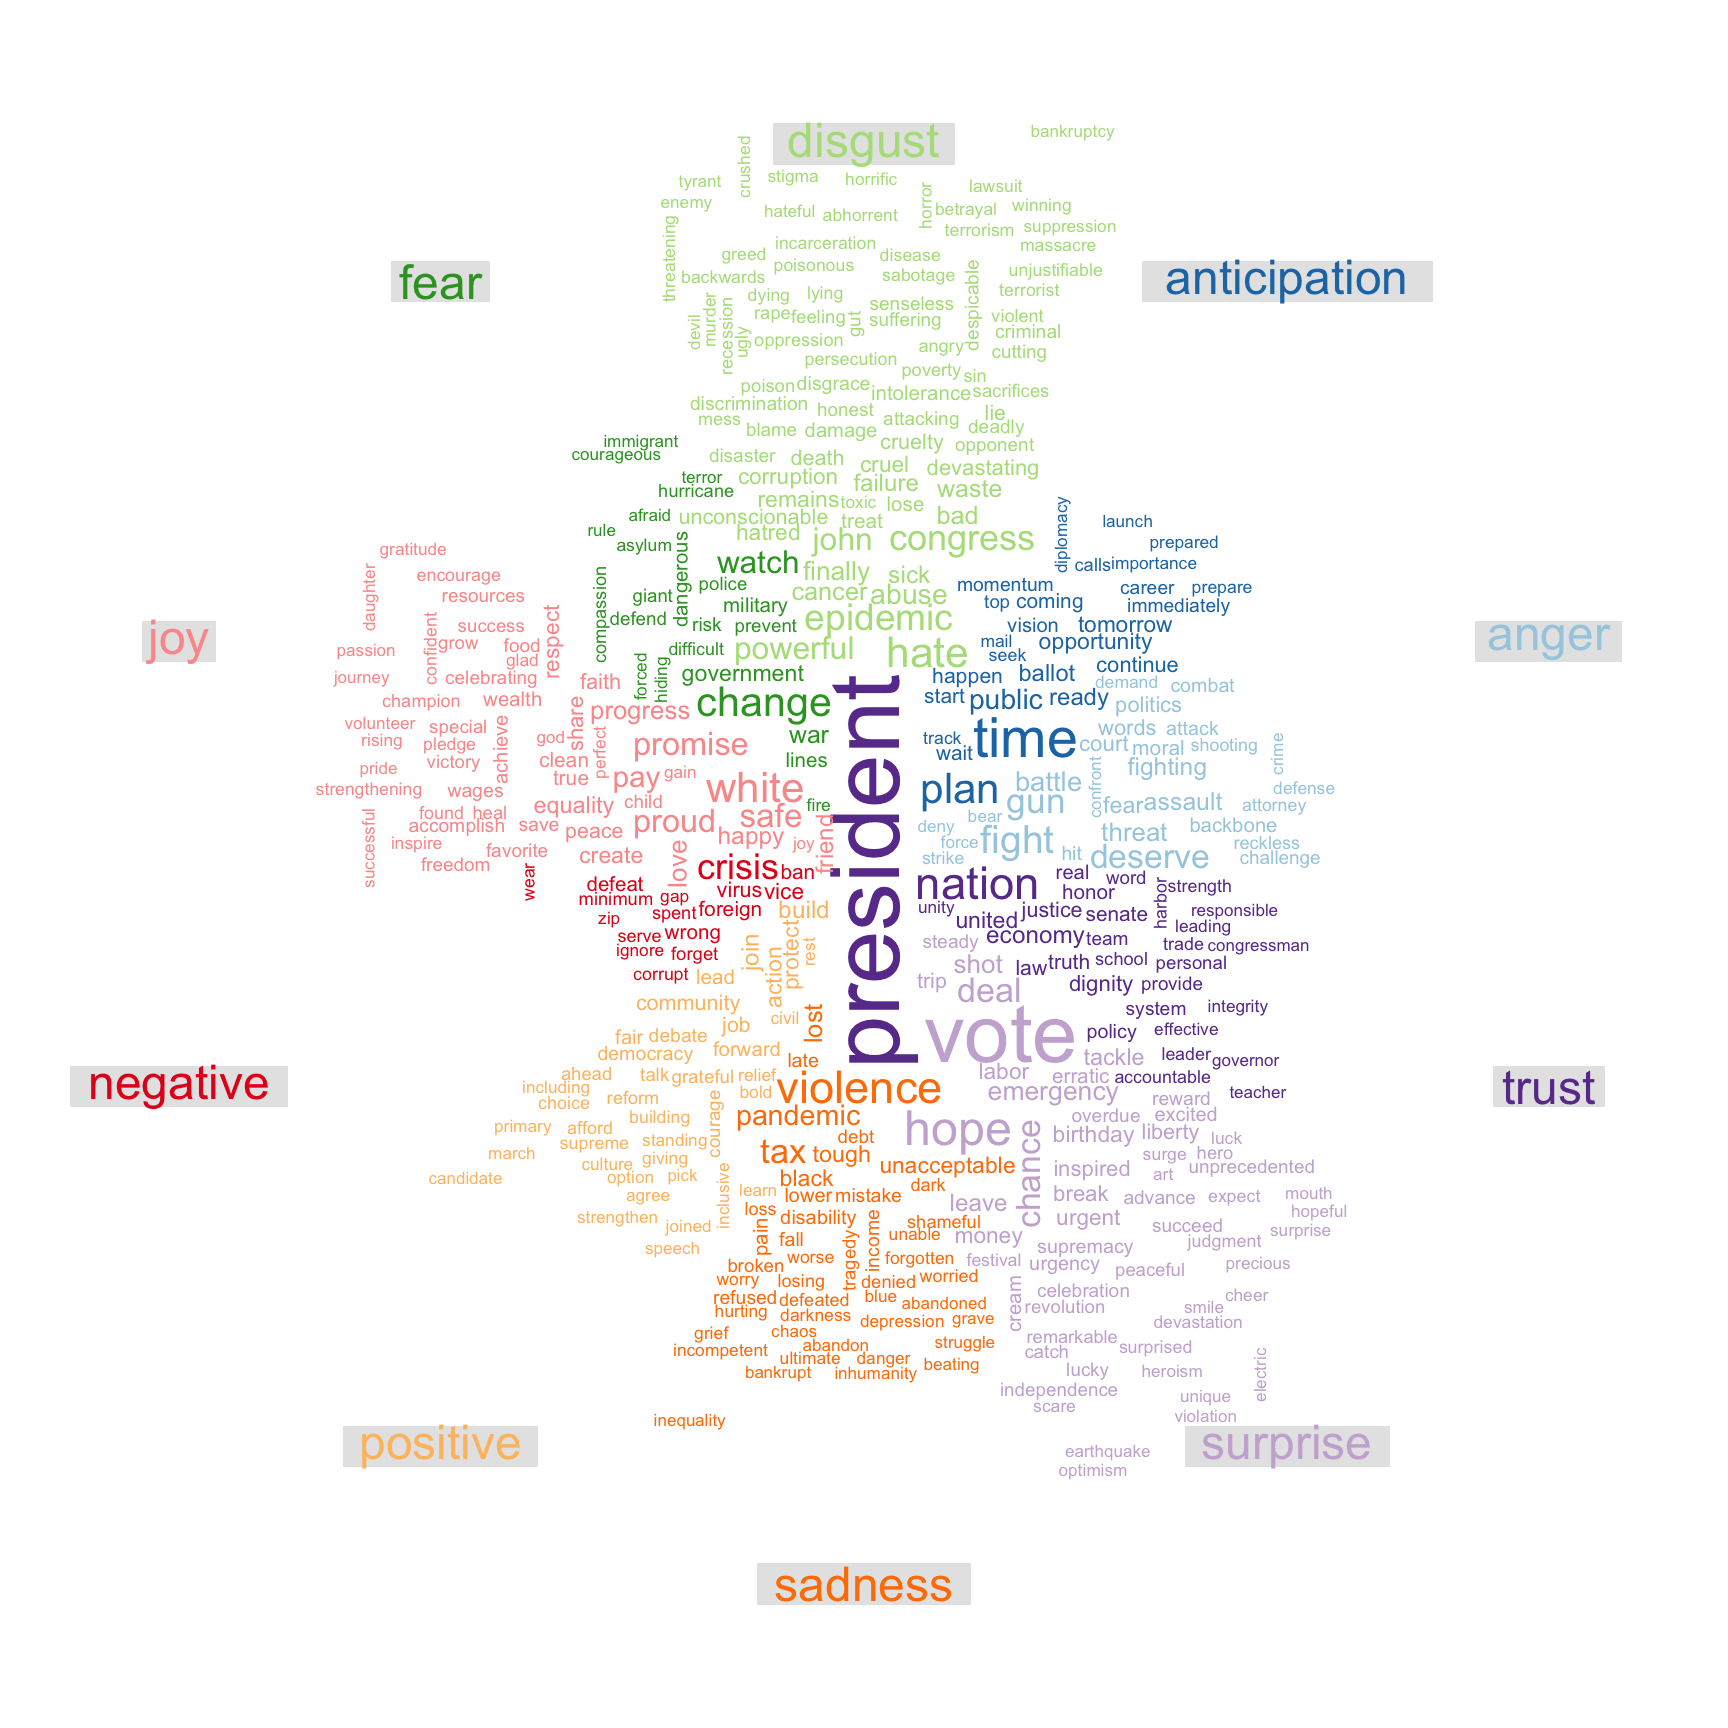 disgust
bankruptcy
crushed
tyrant
stigma
horrific
enemy
horror
lawsuit
hateful
abhorrent
betrayal
winning
threatening
terrorism
suppression
incarceration
massacre
greed
disease
fear
anticipation
backwards
poisonous
sabotage
unjustifiable
dying
lying
despicable
terrorist
devil
murder
recession
rape
feeling
gut
senseless
suffering
violent
criminal
ugly
oppression
angry
cutting
persecution
poverty
sin
poison
disgrace
intolerance
sacrifices
discrimination
honest
lie
mess
attacking
deadly
blame
damage
cruelty
opponent
immigrant
courageous
disaster
death
cruel
devastating
terror
corruption
failure
waste
hurricane
remains
toxic
lose
afraid
unconscionable
treat
bad
rule
hatred
john
congress
diplomacy
launch
asylum
dangerous
prepared
gratitude
watch
finally
sick
calls
importance
daughter
encourage
police
cancer
abuse
momentum
career
prepare
resources
compassion
giant
military
top
coming
immediately
joy
success
respect
defend
risk
prevent
epidemic
vision
tomorrow
anger
passion
confident
grow
food
difficult
powerful
hate
mail
opportunity
glad
forced
hiding
seek
journey
celebrating
faith
government
happen
ballot
continue
demand
combat
champion
wealth
change
president
start
public
ready
politics
volunteer
special
share
progress
war
words
attack
rising
pledge
achieve
god
perfect
promise
track
time
court
moral
shooting
crime
victory
clean
lines
wait
pride
true
pay
gain
fighting
strengthening
wages
white
plan
battle
confront
defense
found
heal
equality
child
fire
gun
fear
assault
attorney
successful
accomplish
save
peace
proud
safe
bear
deny
threat
backbone
inspire
favorite
happy
joy
friend
force
fight
hit
reckless
freedom
create
love
strike
deserve
challenge
wear
crisis
ban
real
word
strength
defeat
virus
vice
nation
honor
harbor
minimum
gap
zip
spent
foreign
build
unity
united
justice
senate
responsible
leading
serve
wrong
join
protect
rest
steady
economy
team
trade
congressman
ignore
forget
action
shot
law
truth
school
personal
corrupt
lead
trip
deal
dignity
provide
community
civil
lost
system
integrity
fair
debate
job
vote
policy
effective
democracy
forward
late
tackle
leader
governor
negative
ahead
talk
grateful
relief
labor
erratic
accountable
trust
including
choice
reform
bold
violence
emergency
reward
teacher
building
courage
pandemic
overdue
excited
primary
afford
supreme
standing
debt
hope
chance
birthday
liberty
luck
march
giving
tax
tough
surge
hero
culture
unacceptable
inspired
art
unprecedented
candidate
option
pick
black
dark
agree
inclusive
learn
lower
mistake
leave
break
advance
expect
mouth
strengthen
joined
loss
disability
income
shameful
urgent
succeed
hopeful
speech
pain
fall
tragedy
unable
money
supremacy
judgment
surprise
broken
worse
forgotten
festival
urgency
peaceful
precious
worry
losing
denied
worried
cream
celebration
refused
defeated
blue
abandoned
revolution
smile
cheer
hurting
darkness
depression
grave
devastation
grief
chaos
remarkable
incompetent
abandon
struggle
catch
surprised
ultimate
danger
beating
lucky
heroism
electric
bankrupt
inhumanity
independence
unique
scare
violation
inequality
positive
surprise
earthquake
optimism
sadness